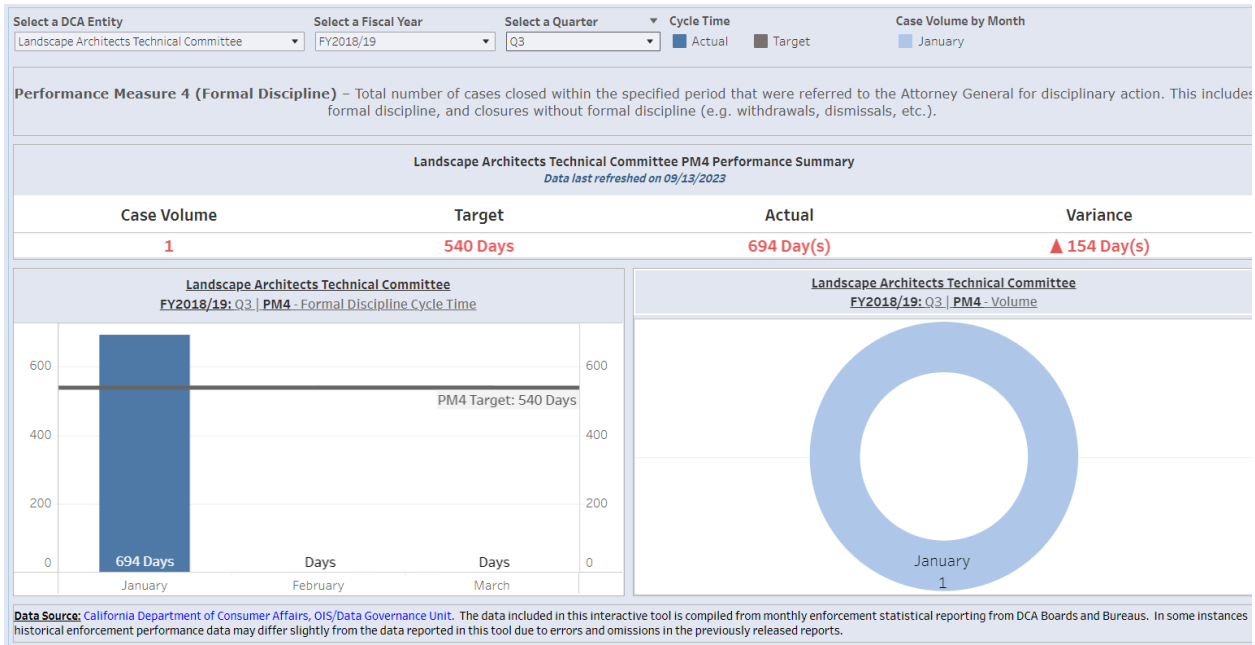 Select a DCA Entity
Select a Fiscal Year
Select a Quarter
Cycle Time
Case Volume by Month
Landscape Architects Technical Committee
FY2018/19
Q3
Actual
Target
January
Performance Measure 4 (Formal Discipline) – Total number of cases closed within the specified period that were referred to the Attorney General for disciplinary action. This includes
formal discipline, and closures without formal discipline (e.g. withdrawals, dismissals, etc.).
Landscape Architects Technical Committee PM4 Performance Summary
Data last refreshed on 09/13/2023
Case Volume
Target
Actual
Variance
1
540 Days
694 Day(s)
▲ 154 Day(s)
Landscape Architects Technical Committee
FY2018/19: Q3 | PM4 - Formal Discipline Cycle Time
600
400
200
0
PM4 Target: 540 Days
694 Days
Days
Days
600
400
200
0
January
February
March
Landscape Architects Technical Committee
FY2018/19: Q3 | PM4 - Volume
January
1
Data Source: California Department of Consumer Affairs, OIS/Data Governance Unit. The data included in this interactive tool is compiled from monthly enforcement statistical reporting from DCA Boards and Bureaus. In some instances
historical enforcement performance data may differ slightly from the data reported in this tool due to errors and omissions in the previously released reports.